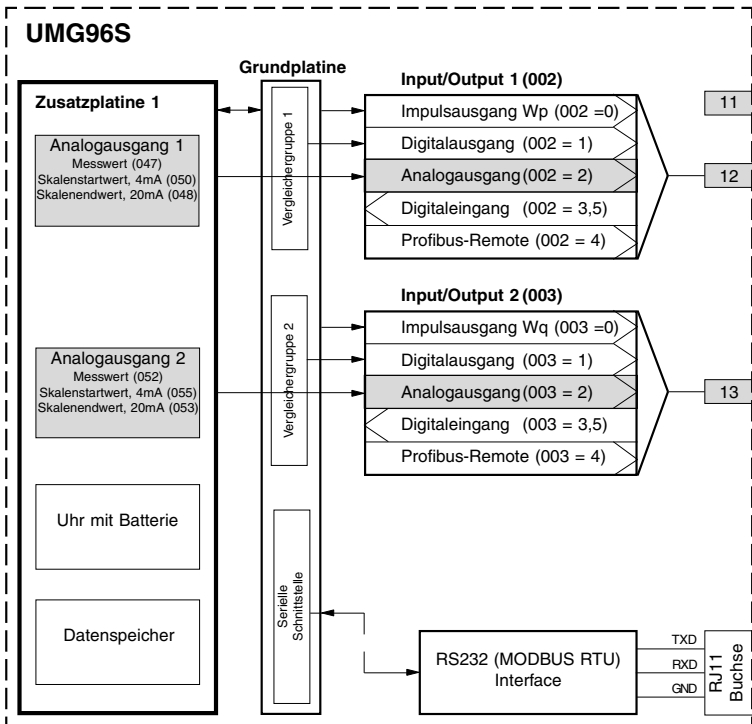 UMG96S
Zusatzplatine 1
Analogausgang 1
Messwert (047)
Skalenstartwert, 4mA (050)
Skalenendwert, 20mA (048)
Analogausgang 2
Messwert (052)
Skalenstartwert, 4mA (055)
Skalenendwert, 20mA (053)
Uhr mit Batterie
Datenspeicher
Grundplatine
Vergleichergruppe 1
Vergleichergruppe 2
Serielle
Schnittstelle
Input/Output 1 (002)
Impulsausgang Wp (002 =0)
Digitalausgang (002 = 1)
Analogausgang (002 = 2)
Digitaleingang (002 = 3,5)
Profibus-Remote (002 = 4)
11
12
Input/Output 2 (003)
Impulsausgang Wq (003 =0)
Digitalausgang (003 = 1)
Analogausgang (003 = 2)
Digitaleingang (003 = 3,5)
Profibus-Remote (003 = 4)
13
RS232 (MODBUS RTU)
Interface
TXD
RXD
GND
RJ11
Buchse